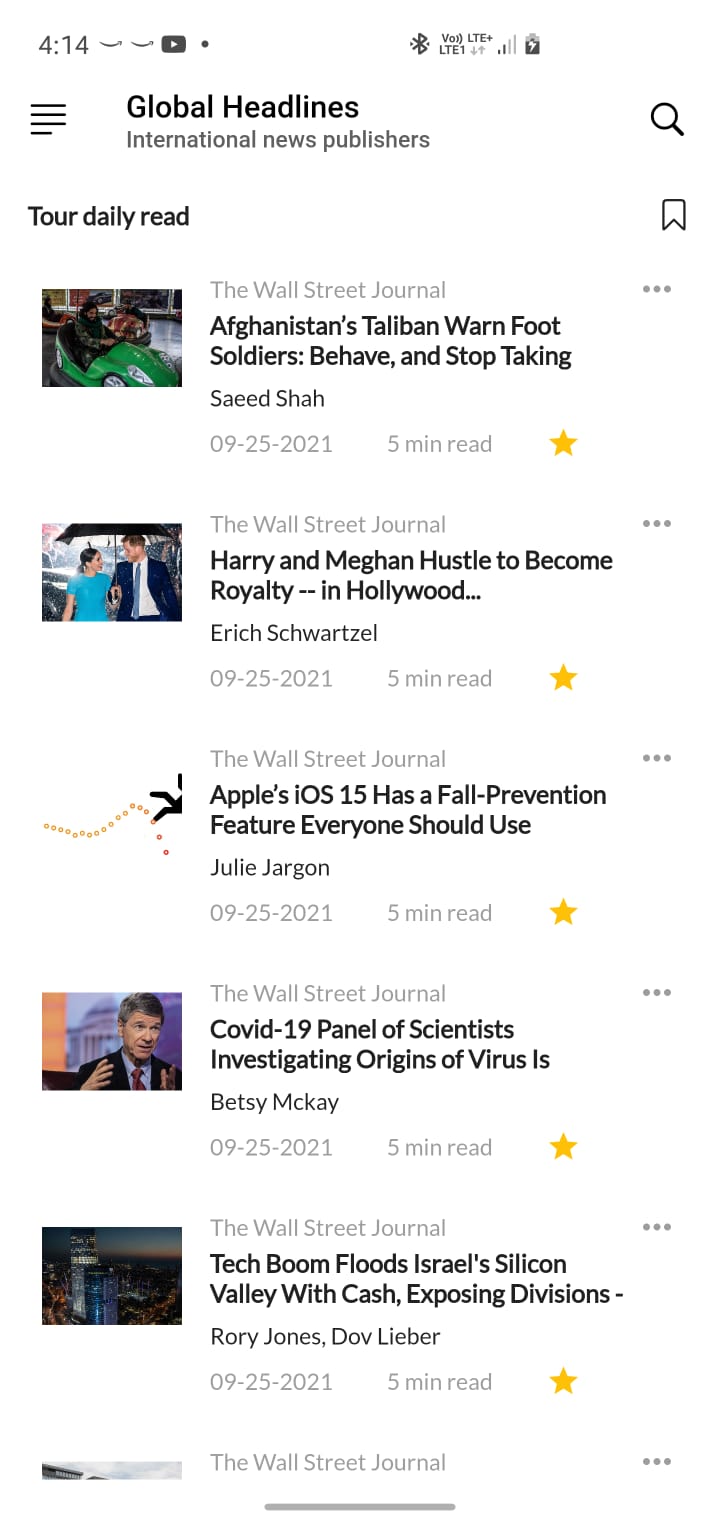 4:14
Vo)) LTE+
LTE1
Global Headlines
International news publishers
Tour daily read
The Wall Street Journal
Afghanistan’s Taliban Warn Foot
Soldiers: Behave, and Stop Taking
Saeed Shah
09-25-2021 5 min read
The Wall Street Journal
Harry and Meghan Hustle to Become
Royalty -- in Hollywood...
Erich Schwartzel
09-25-2021 5 min read
The Wall Street Journal
Apple’s iOS 15 Has a Fall-Prevention
Feature Everyone Should Use
Julie Jargon
09-25-2021 5 min read
The Wall Street Journal
Covid-19 Panel of Scientists
Investigating Origins of Virus Is
Betsy Mckay
09-25-2021 5 min read
The Wall Street Journal
Tech Boom Floods Israel's Silicon
Valley With Cash, Exposing Divisions -
Rory Jones, Dov Lieber
09-25-2021 5 min read
The Wall Street Journal